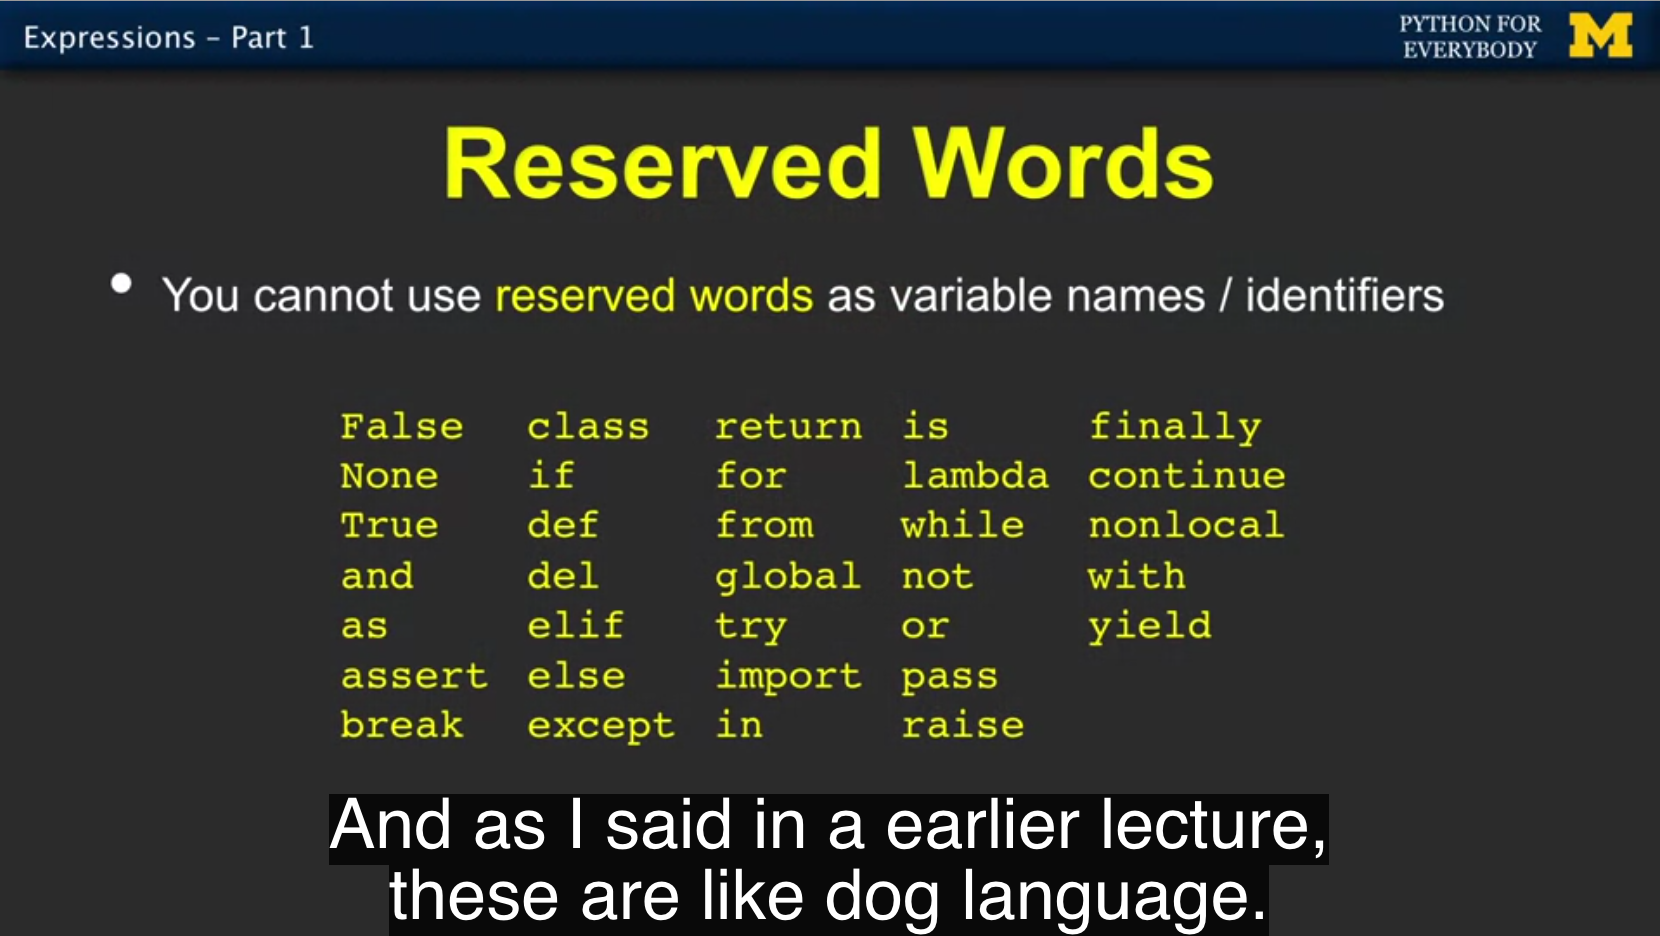 Expressions – Part 1
PYTHON FOR
EVERYBODY
M
Reserved Words
• You cannot use reserved words as variable names / identifiers
False class return is finally
None if for lambda continue
True def from while nonlocal
and del global not with
as elif try or yield
assert else import pass
break except in raise
And as I said in a earlier lecture,
these are like dog language.